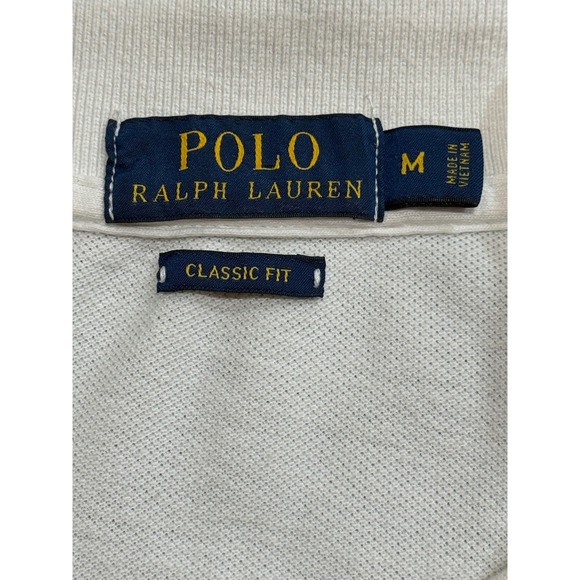 POLO
RALPH LAUREN
M
MADE IN
VIETNAM
CLASSIC FIT